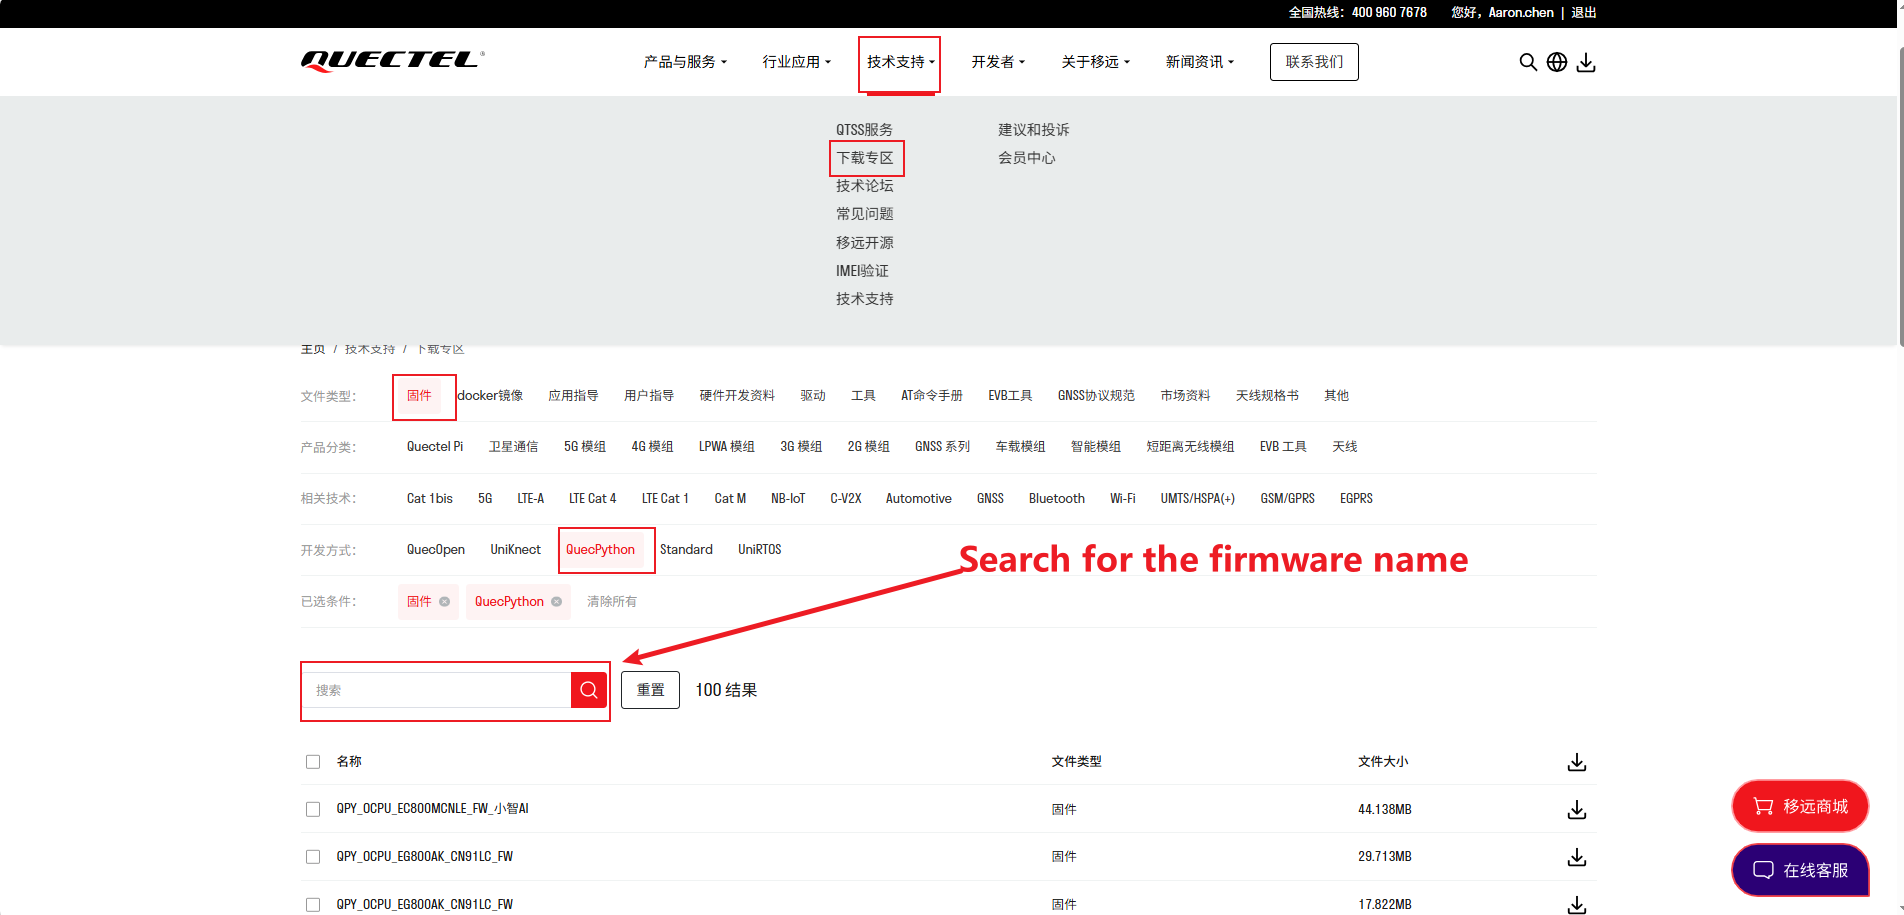 全国热线：400 960 7678 您好，Aaron.chen | 退出
QUECTEL®
产品与服务 行业应用 技术支持 开发者 关于移远 新闻资讯 联系我们
QTSS服务 建议和投诉
下载专区 会员中心
技术论坛
常见问题
移远开源
IMEI验证
技术支持
主页 / 技术支持 / 下载专区
文件类型： 固件 docker镜像 应用指导 用户指导 硬件开发资料 驱动 工具 AT命令手册 EVB工具 GNSS协议规范 市场资料 天线规格书 其他
产品分类： Quectel Pi 卫星通信 5G 模组 4G 模组 LPWA 模组 3G 模组 2G 模组 GNSS 系列 车载模组 智能模组 短距离无线模组 EVB 工具 天线
相关技术： Cat 1bis 5G LTE-A LTE Cat 4 LTE Cat 1 Cat M NB-IoT C-V2X Automotive GNSS Bluetooth Wi-Fi UMTS/HSPA(+) GSM/GPRS EGPRS
开发方式： QuecOpen UniKnect QuecPython Standard UniRTOS
Search for the firmware name
已选条件： 固件 QuecPython 清除所有
搜索 重置 100 结果
名称 文件类型 文件大小
QPY_OCPU_EC800MCNLE_FW_小智AI 固件 44.138MB
QPY_OCPU_EG800AK_CN91LC_FW 固件 29.713MB
QPY_OCPU_EG800AK_CN91LC_FW 固件 17.822MB
移远商城
在线客服